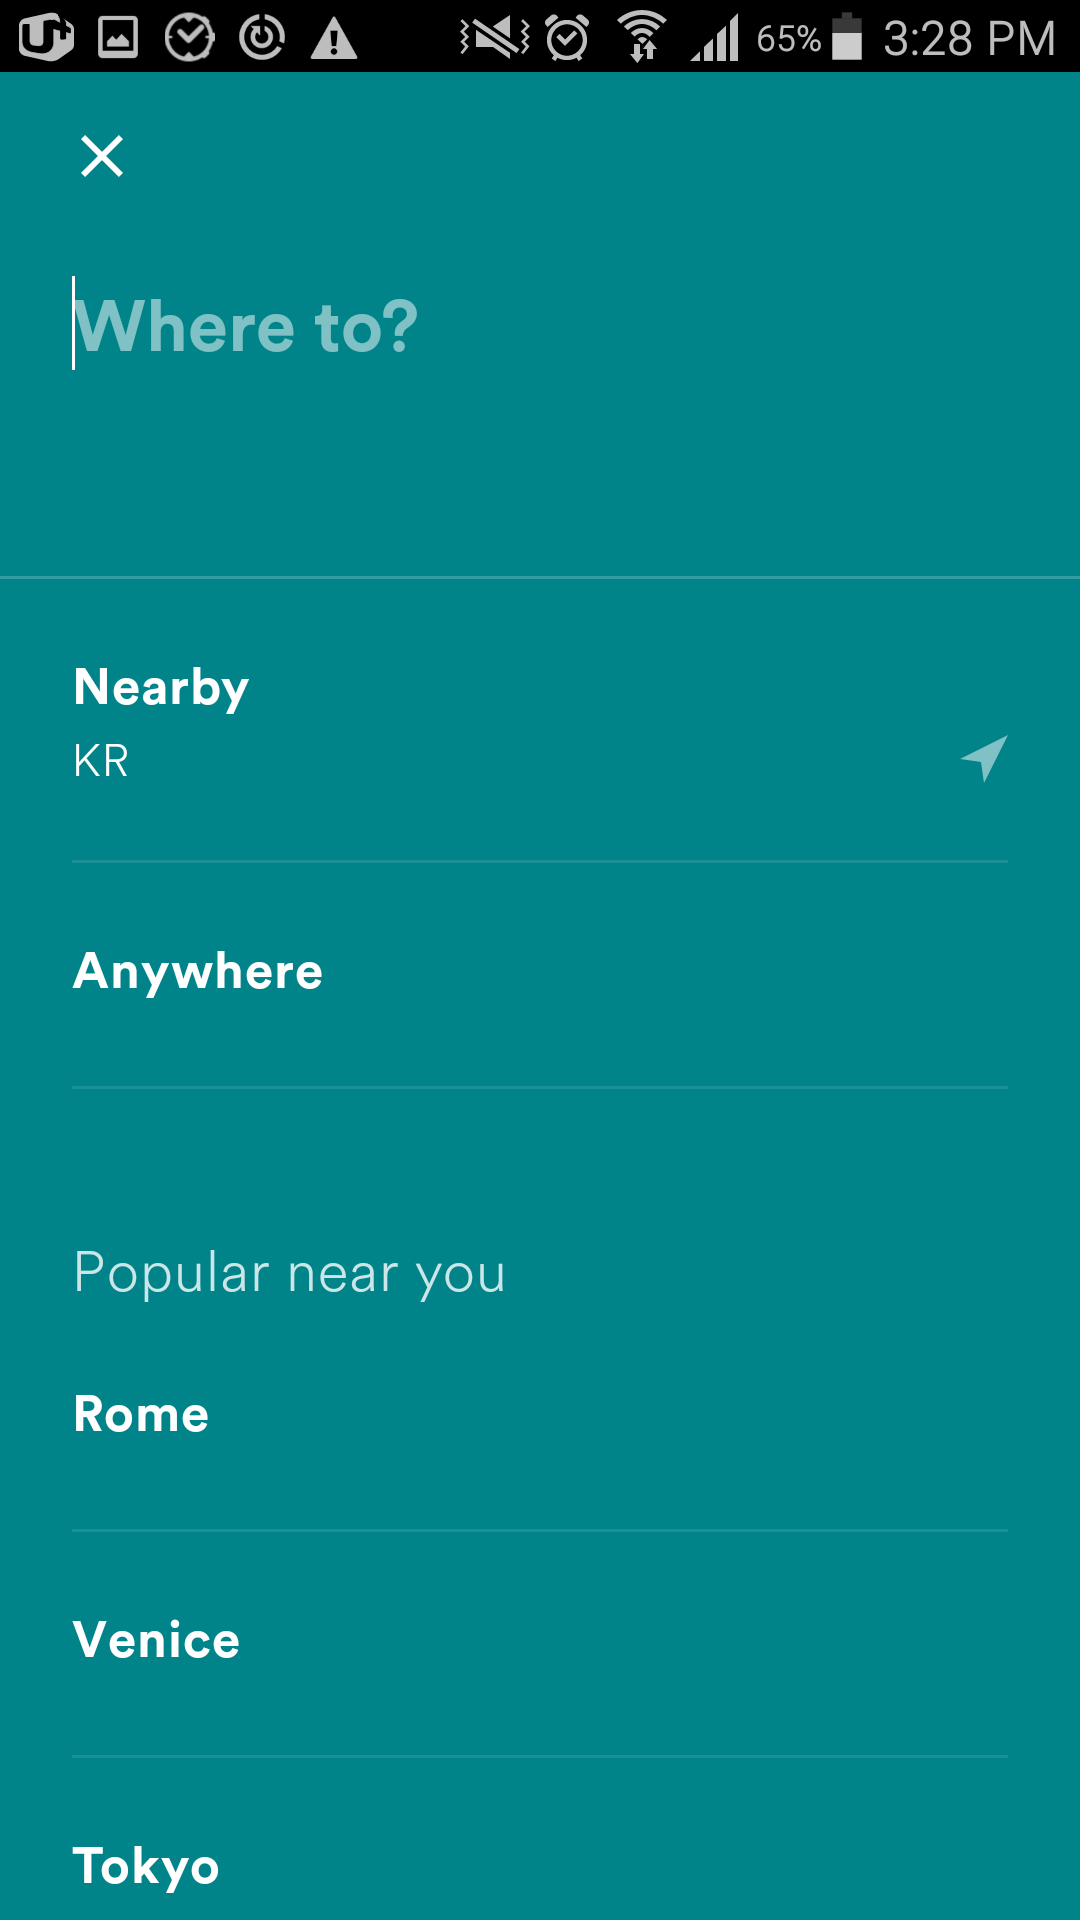 65% 3:28 PM
Where to?
Nearby
KR
Anywhere
Popular near you
Rome
Venice
Tokyo